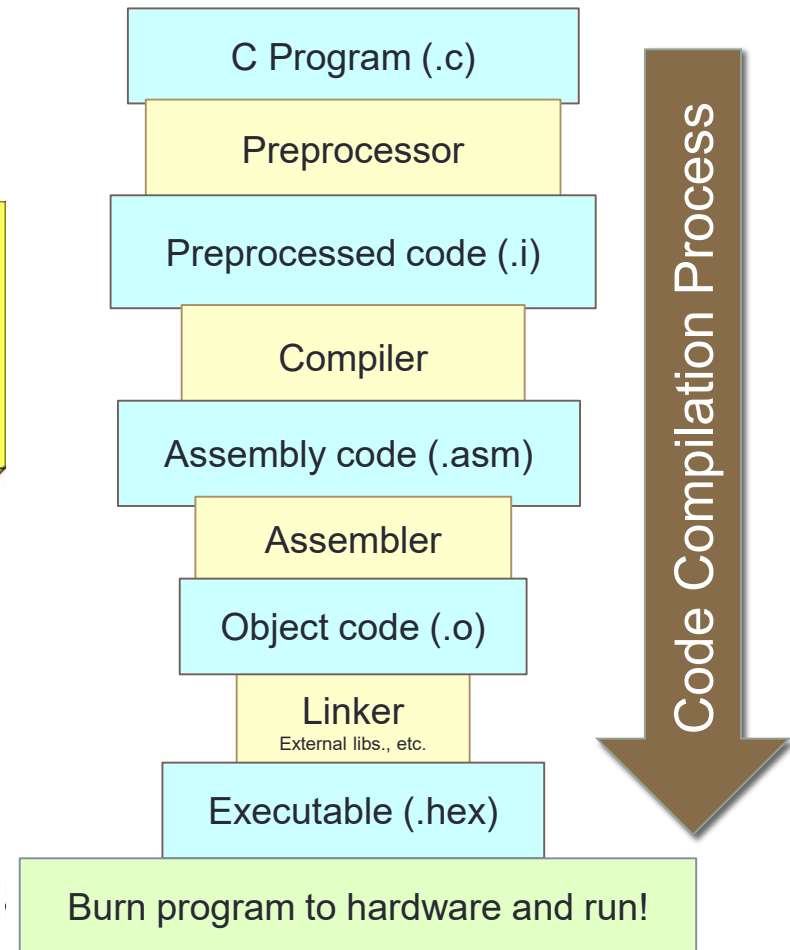 C Program (.c)
Preprocessor
Preprocessed code (.i)
Compiler
Assembly code (.asm)
Assembler
Object code (.o)
Linker
External libs., etc.
Executable (.hex)
Burn program to hardware and run!
Code Compilation Process